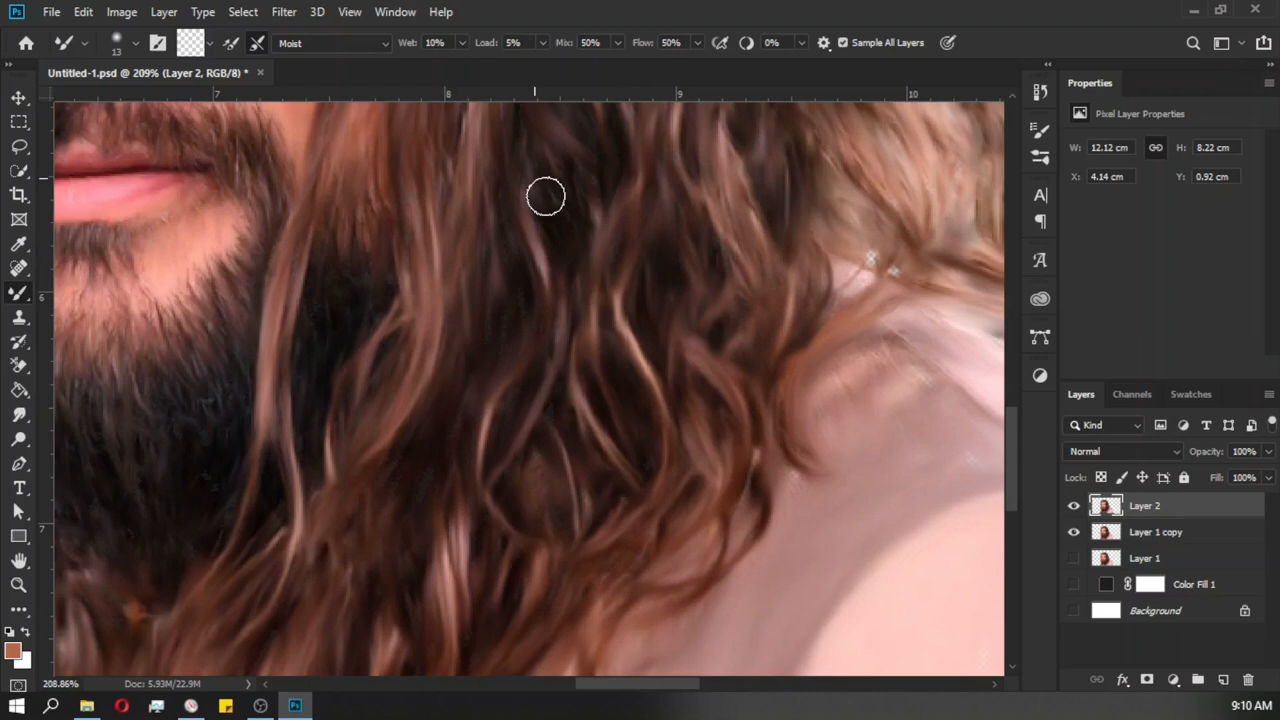 Ps File Edit Image Layer Type Select Filter 3D View Window Help
13 Moist Wet: 10% Load: 5% Mix: 50% Flow: 50% 0% Sample All Layers
Untitled-1.psd @ 209% (Layer 2, RGB/8) *
7 8 9 10
6
7
Properties
Pixel Layer Properties
W: 12.12 cm H: 8.22 cm
X: 4.14 cm Y: 0.92 cm
Layers Channels Swatches
Kind
Normal Opacity: 100%
Lock: Fill: 100%
Layer 2
Layer 1 copy
Layer 1
Color Fill 1
Background
208.86% Doc: 5.93M/22.9M
Ps 9:10 AM